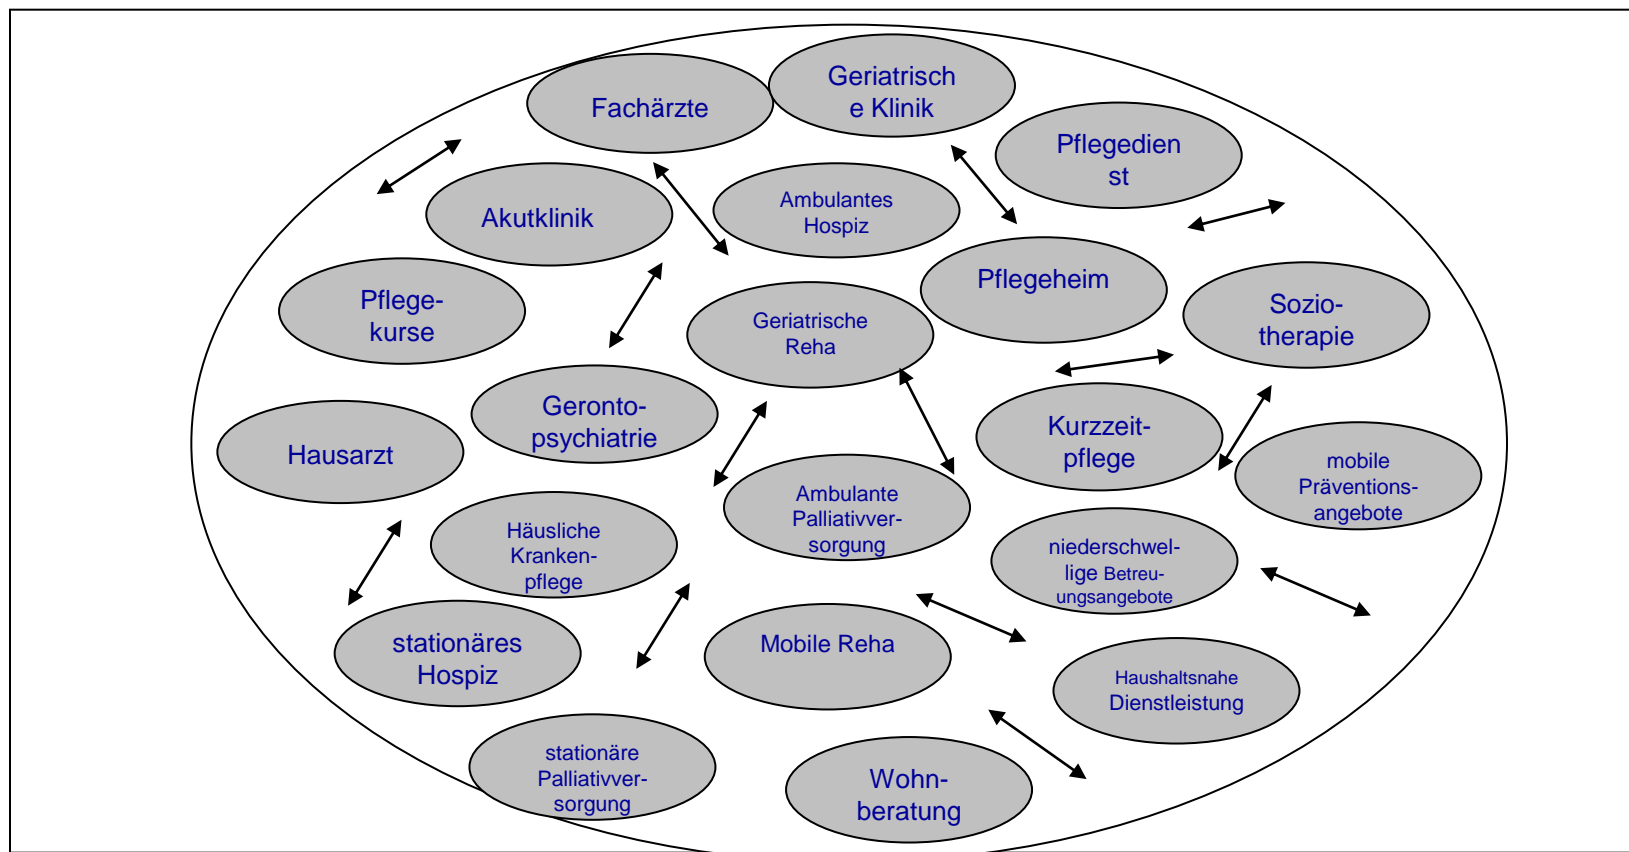 Fachärzte
Geriatrisch
e Klinik
Pflegedien
st
Akutklinik
Ambulantes
Hospiz
Pflegeheim
Pflege-
kurse
Geriatrische
Reha
Sozio-
therapie
Hausarzt
Geronto-
psychiatrie
Kurzzeit-
pflege
mobile
Präventions-
angebote
Häusliche
Kranken-
pflege
Ambulante
Palliativver-
sorgung
niederschwel-
lige Betreu-
ungsangebote
stationäres
Hospiz
Mobile Reha
Haushaltsnahe
Dienstleistung
stationäre
Palliativver-
sorgung
Wohn-
beratung